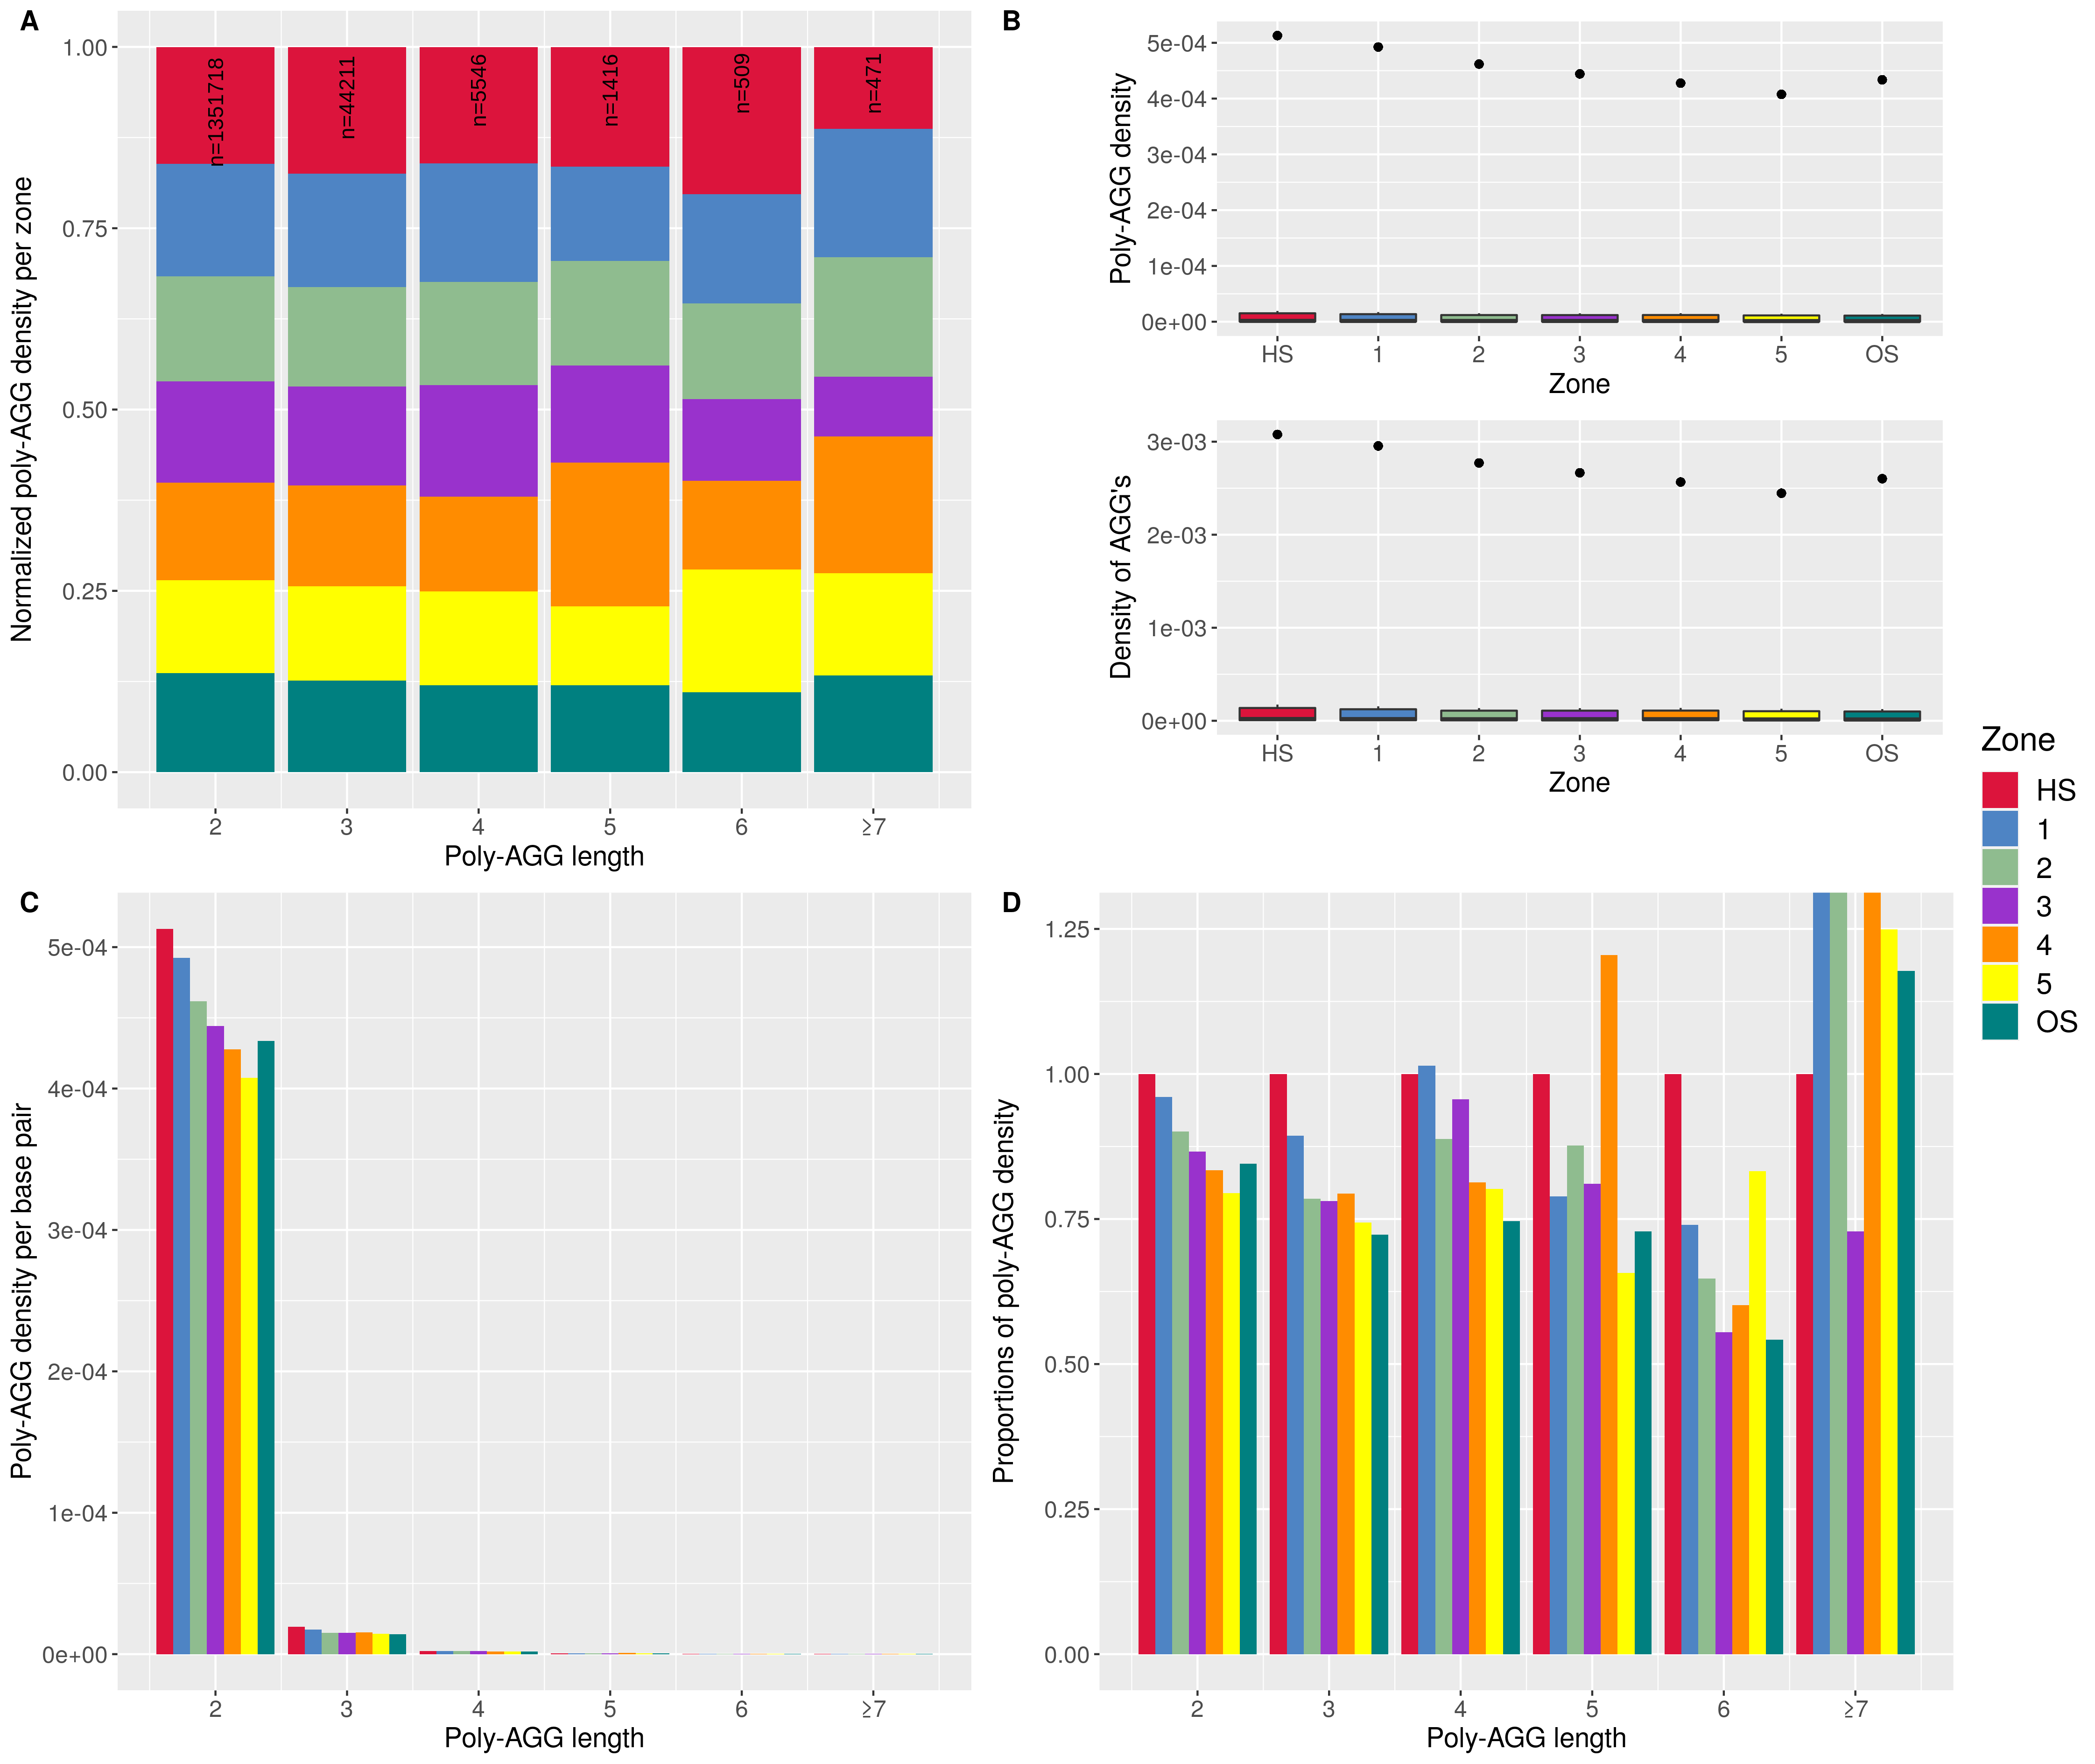 A
Normalized poly-AGG density per zone
1.00
0.75
0.50
0.25
0.00
n=1351718
n=44211
n=5546
n=1416
n=509
n=471
2 3 4 5 6 ≥7
Poly-AGG length
B
Poly-AGG density
5e-04
4e-04
3e-04
2e-04
1e-04
0e+00
HS 1 2 3 4 5 OS
Zone
Density of AGG's
3e-03
2e-03
1e-03
0e+00
HS 1 2 3 4 5 OS
Zone
Zone
HS
1
2
3
4
5
OS
C
Poly-AGG density per base pair
5e-04
4e-04
3e-04
2e-04
1e-04
0e+00
2 3 4 5 6 ≥7
Poly-AGG length
D
Proportions of poly-AGG density
1.25
1.00
0.75
0.50
0.25
0.00
2 3 4 5 6 ≥7
Poly-AGG length